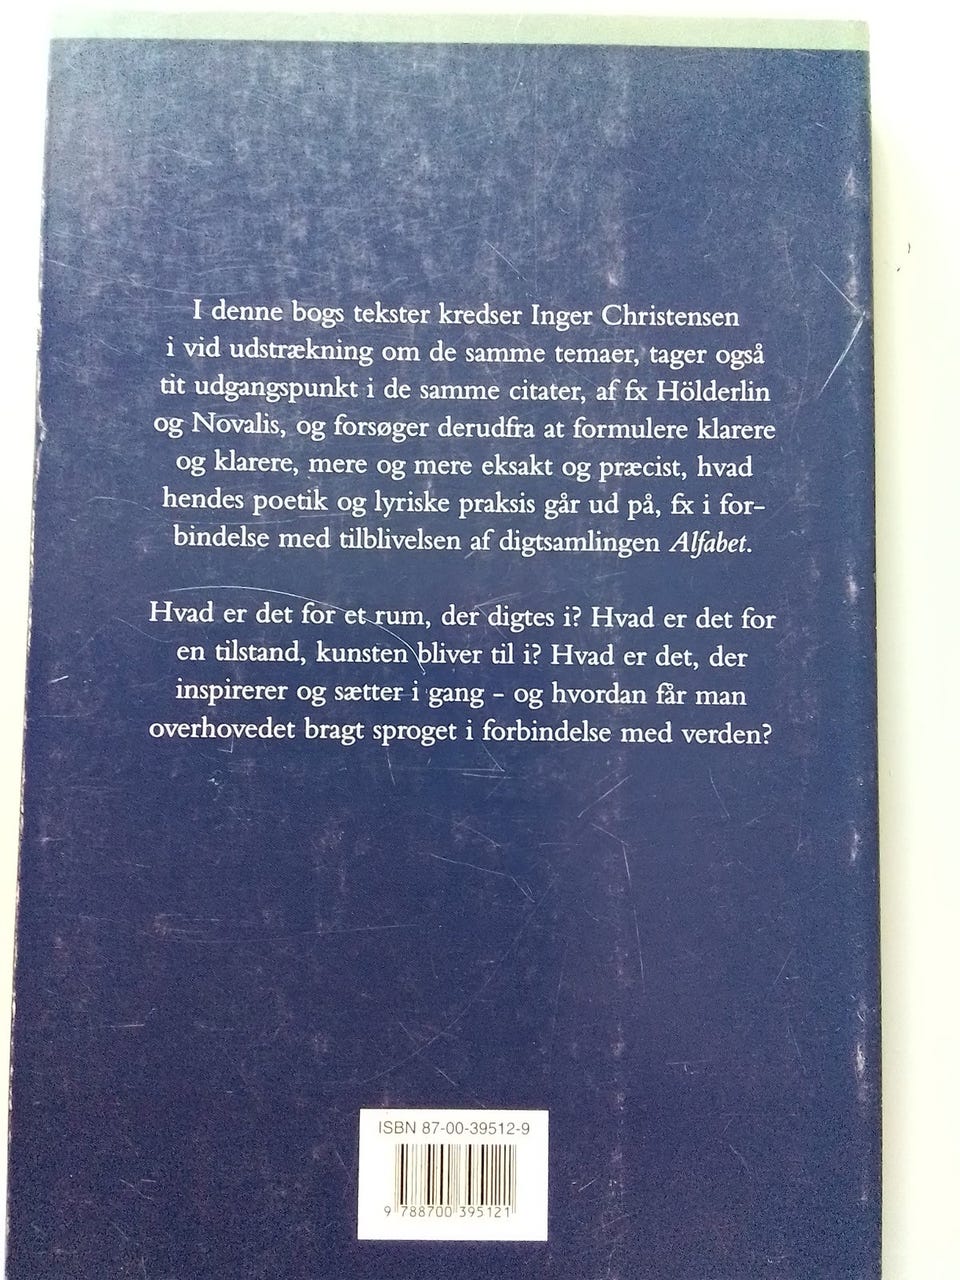 I denne bogs tekster kredser Inger Christensen
i vid udstrækning om de samme temaer, tager også
tit udgangspunkt i de samme citater, af fx Hölderlin
og Novalis, og forsøger derudfra at formulere klarere
og klarere, mere og mere eksakt og præcist, hvad
hendes poetik og lyriske praksis går ud på, fx i for-
bindelse med tilblivelsen af digtsamlingen Alfabet.
Hvad er det for et rum, der digtes i? Hvad er det for
en tilstand, kunsten bliver til i? Hvad er det, der
inspirerer og sætter i gang – og hvordan får man
overhovedet bragt sproget i forbindelse med verden?
ISBN 87-00-39512-9
9 788700 395121